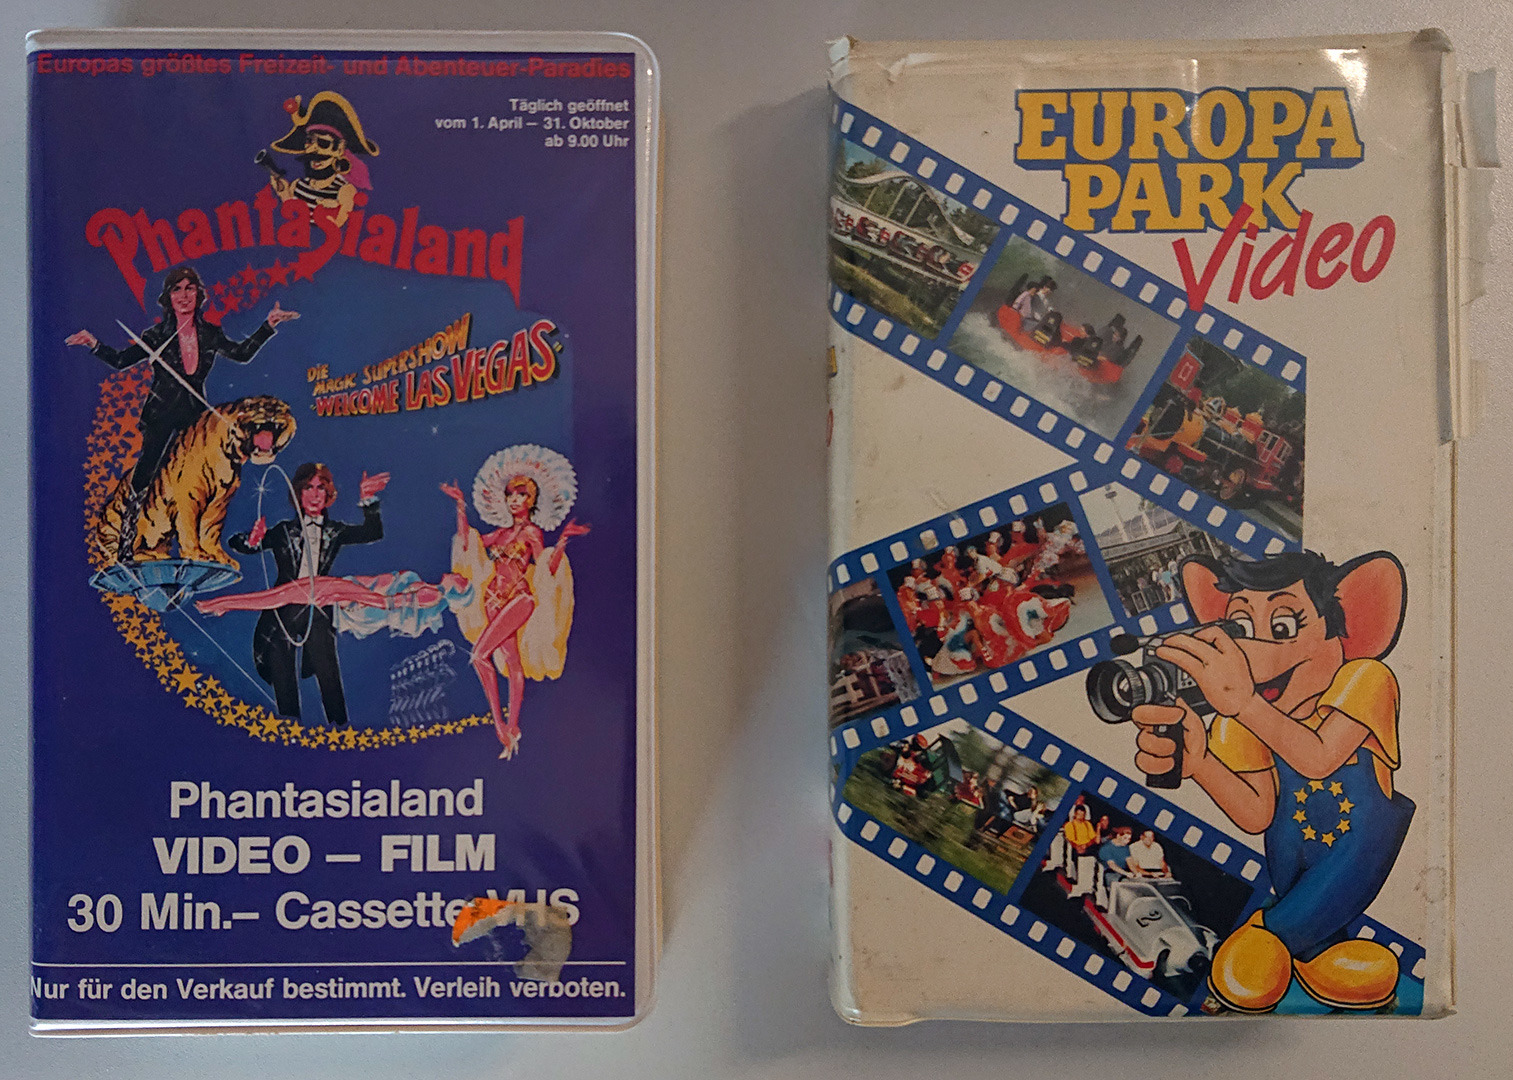 Europas größtes Freizeit- und Abenteuer-Paradies
Täglich geöffnet
vom 1. April – 31. Oktober
ab 9.00 Uhr
Phantasialand
DIE
MAGIC SUPERSHOW
"WELCOME LAS VEGAS"
Phantasialand
VIDEO – FILM
30 Min.– Cassette VHS
Nur für den Verkauf bestimmt. Verleih verboten.
EUROPA
PARK
Video